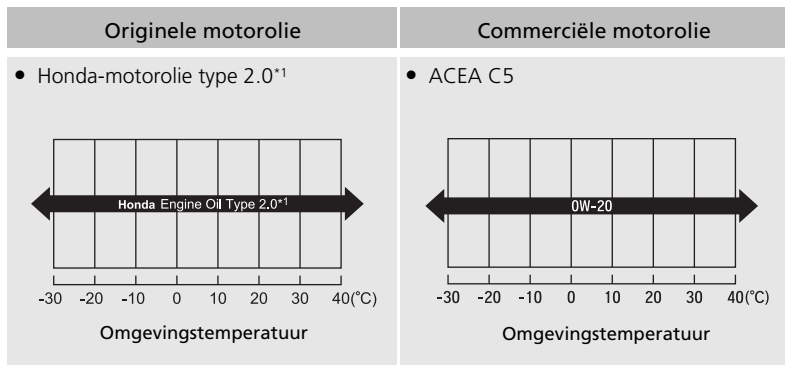 Originele motorolie
Commerciële motorolie
• Honda-motorolie type 2.0*1
• ACEA C5
Honda Engine Oil Type 2.0*1
0W-20
-30 -20 -10 0 10 20 30 40(°C)
-30 -20 -10 0 10 20 30 40(°C)
Omgevingstemperatuur
Omgevingstemperatuur